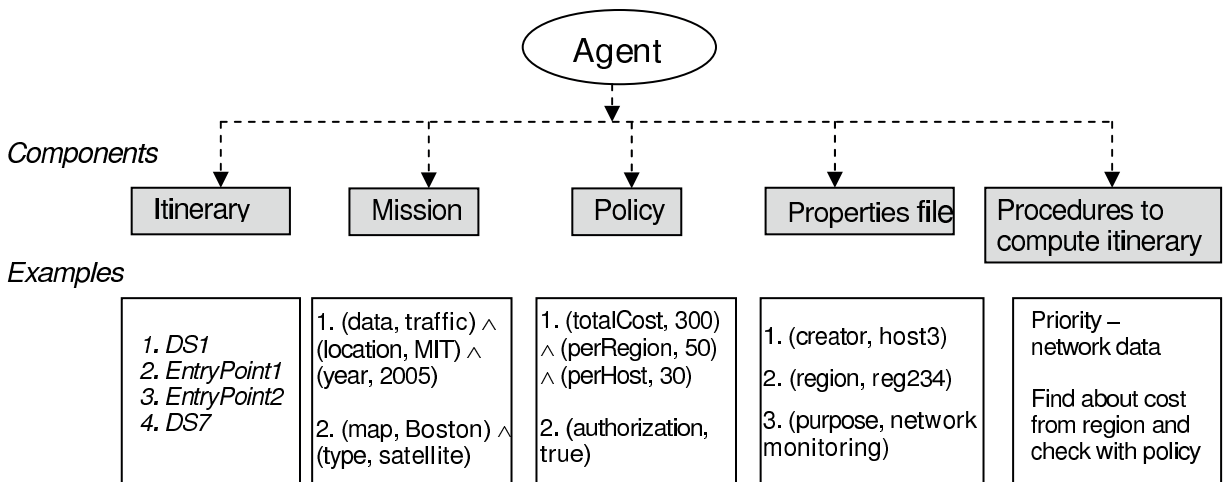 Agent
Components
Itinerary
Mission
Policy
Properties file
Procedures to
compute itinerary
Examples
1. DS1
2. EntryPoint1
3. EntryPoint2
4. DS7
1. (data, traffic) ∧
(location, MIT) ∧
(year, 2005)
2. (map, Boston) ∧
(type, satellite)
1. (totalCost, 300)
∧ (perRegion, 50)
∧ (perHost, 30)
2. (authorization,
true)
1. (creator, host3)
2. (region, reg234)
3. (purpose, network
monitoring)
Priority –
network data
Find about cost
from region and
check with policy